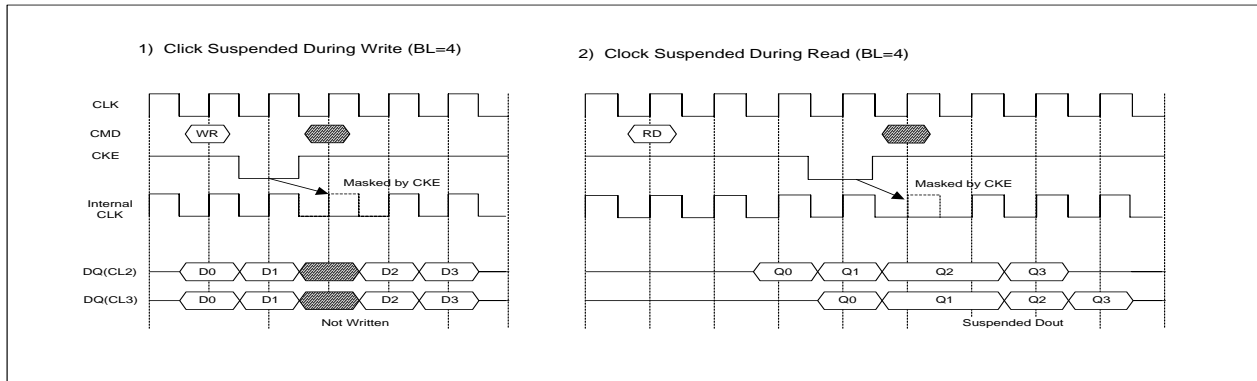 1) Click Suspended During Write (BL=4)
CLK
CMD
WR
CKE
Masked by CKE
Internal
CLK
DQ(CL2)
D0 D1 D2 D3
DQ(CL3)
D0 D1 D2 D3
Not Written
2) Clock Suspended During Read (BL=4)
RD
Masked by CKE
Q0 Q1 Q2 Q3
Q0 Q1 Q2 Q3
Suspended Dout